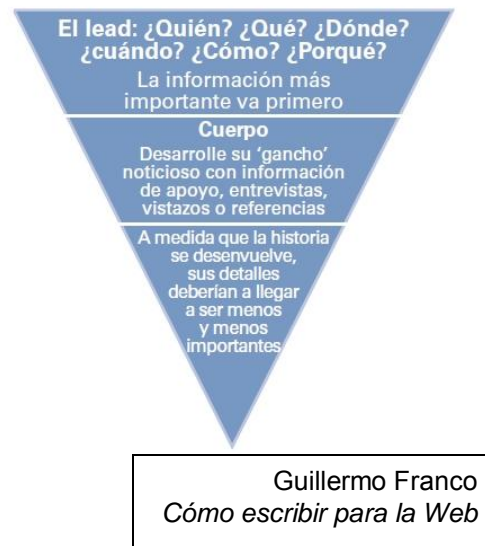 El lead: ¿Quién? ¿Qué? ¿Dónde?
¿cuándo? ¿Cómo? ¿Porqué?
La información más
importante va primero
Cuerpo
Desarrolle su ‘gancho’
noticioso con información
de apoyo, entrevistas,
vistazos o referencias
A medida que la historia
se desenvuelve,
sus detalles
deberían a llegar
a ser menos
y menos
importantes
Guillermo Franco
Cómo escribir para la Web